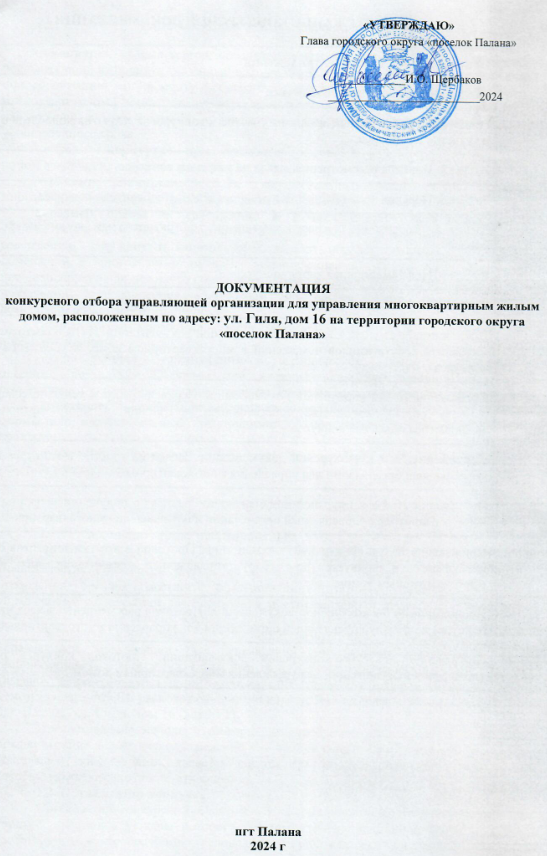 «УТВЕРЖДАЮ»
Глава городского округа «поселок Палана»
И.О. Щербаков
2024
ДОКУМЕНТАЦИЯ
конкурсного отбора управляющей организации для управления многоквартирным жилым
домом, расположенным по адресу: ул. Гиля, дом 16 на территории городского округа
«поселок Палана»
пгт Палана
2024 г